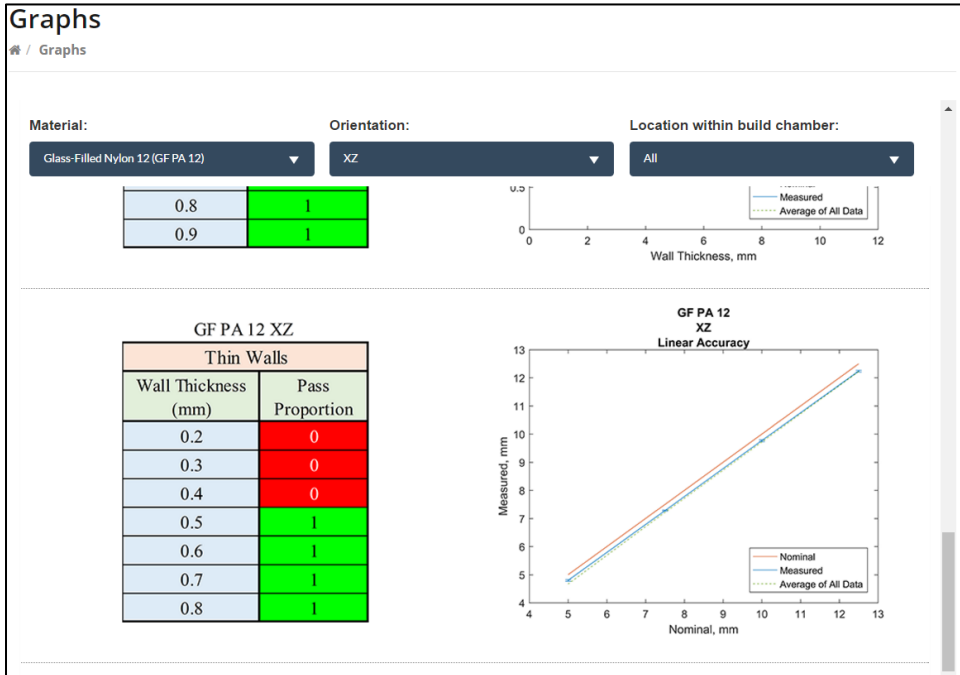 Graphs
/ Graphs
Material:
Orientation:
Location within build chamber:
Glass-Filled Nylon 12 (GF PA 12)
XZ
All
0.8 1
0.9 1
0.5
0
0 2 4 6 8 10 12
Wall Thickness, mm
Measured
Average of All Data
GF PA 12 XZ
Thin Walls
Wall Thickness (mm) Pass Proportion
0.2 0
0.3 0
0.4 0
0.5 1
0.6 1
0.7 1
0.8 1
GF PA 12
XZ
Linear Accuracy
13
12
11
10
9
8
7
6
5
4
Measured, mm
4 5 6 7 8 9 10 11 12 13
Nominal, mm
Nominal
Measured
Average of All Data